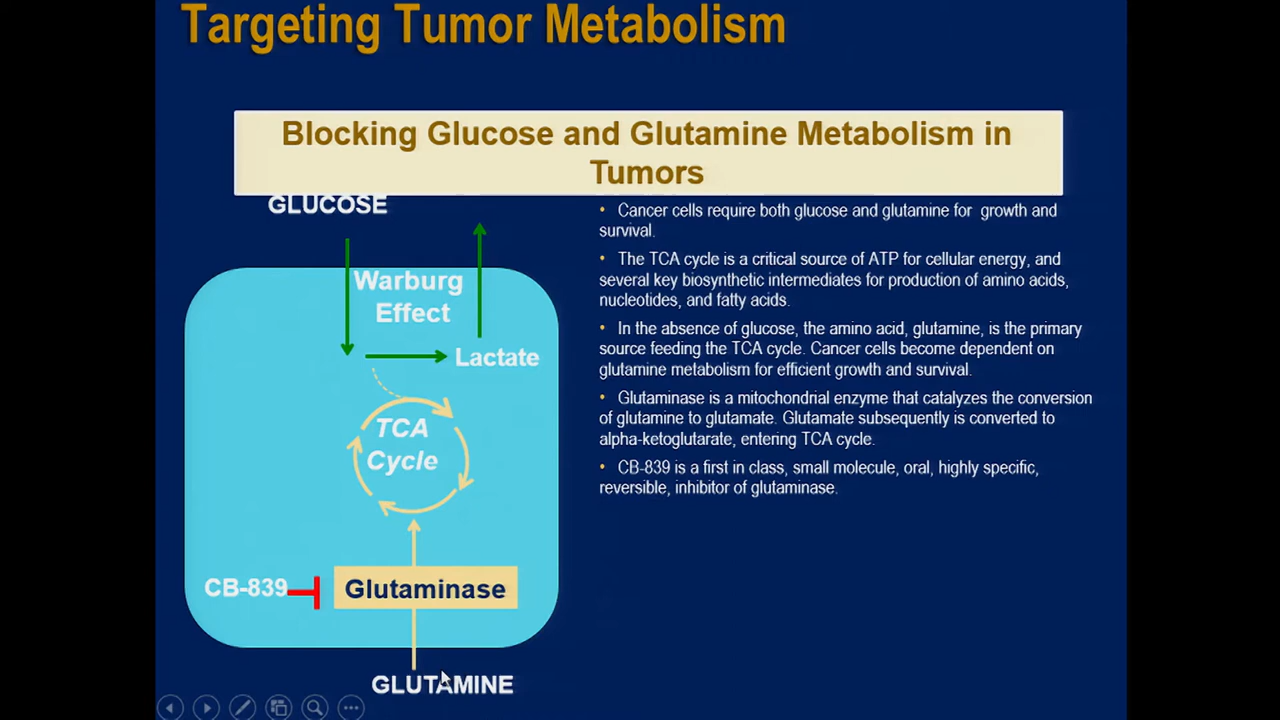 Targeting Tumor Metabolism
Blocking Glucose and Glutamine Metabolism in
Tumors
GLUCOSE
Warburg
Effect
Lactate
TCA
Cycle
CB-839
Glutaminase
GLUTAMINE
• Cancer cells require both glucose and glutamine for growth and
survival.
• The TCA cycle is a critical source of ATP for cellular energy, and
several key biosynthetic intermediates for production of amino acids,
nucleotides, and fatty acids.
• In the absence of glucose, the amino acid, glutamine, is the primary
source feeding the TCA cycle. Cancer cells become dependent on
glutamine metabolism for efficient growth and survival.
• Glutaminase is a mitochondrial enzyme that catalyzes the conversion
of glutamine to glutamate. Glutamate subsequently is converted to
alpha-ketoglutarate, entering TCA cycle.
• CB-839 is a first in class, small molecule, oral, highly specific,
reversible, inhibitor of glutaminase.